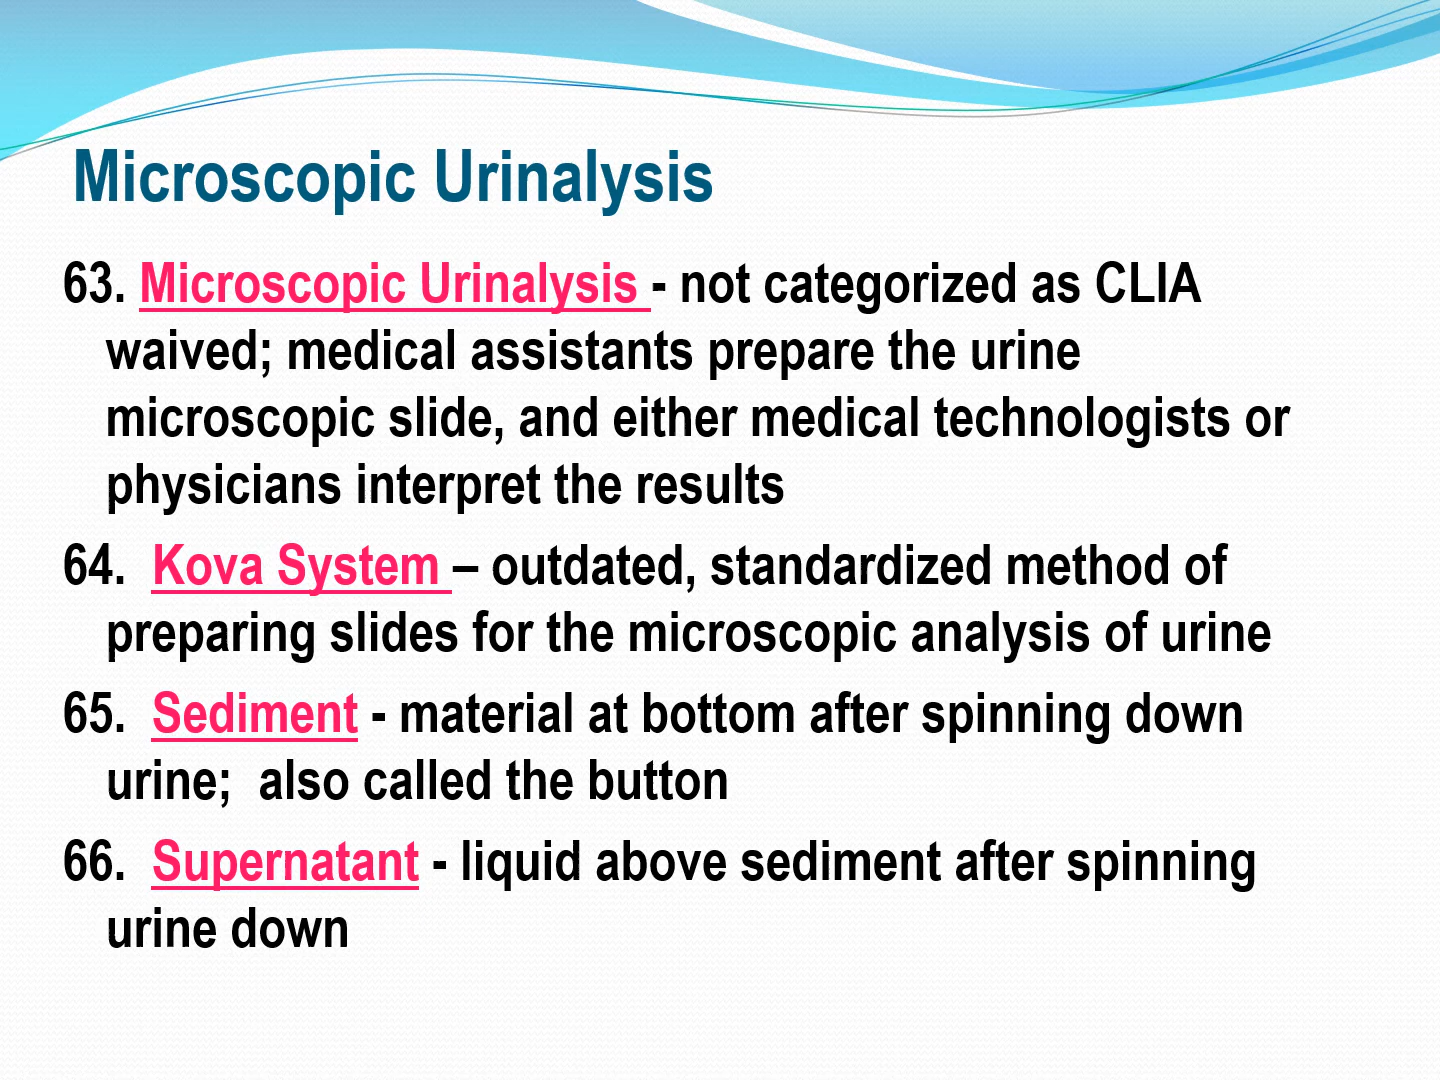 Microscopic Urinalysis
63. Microscopic Urinalysis - not categorized as CLIA
waived; medical assistants prepare the urine
microscopic slide, and either medical technologists or
physicians interpret the results
64. Kova System – outdated, standardized method of
preparing slides for the microscopic analysis of urine
65. Sediment - material at bottom after spinning down
urine; also called the button
66. Supernatant - liquid above sediment after spinning
urine down